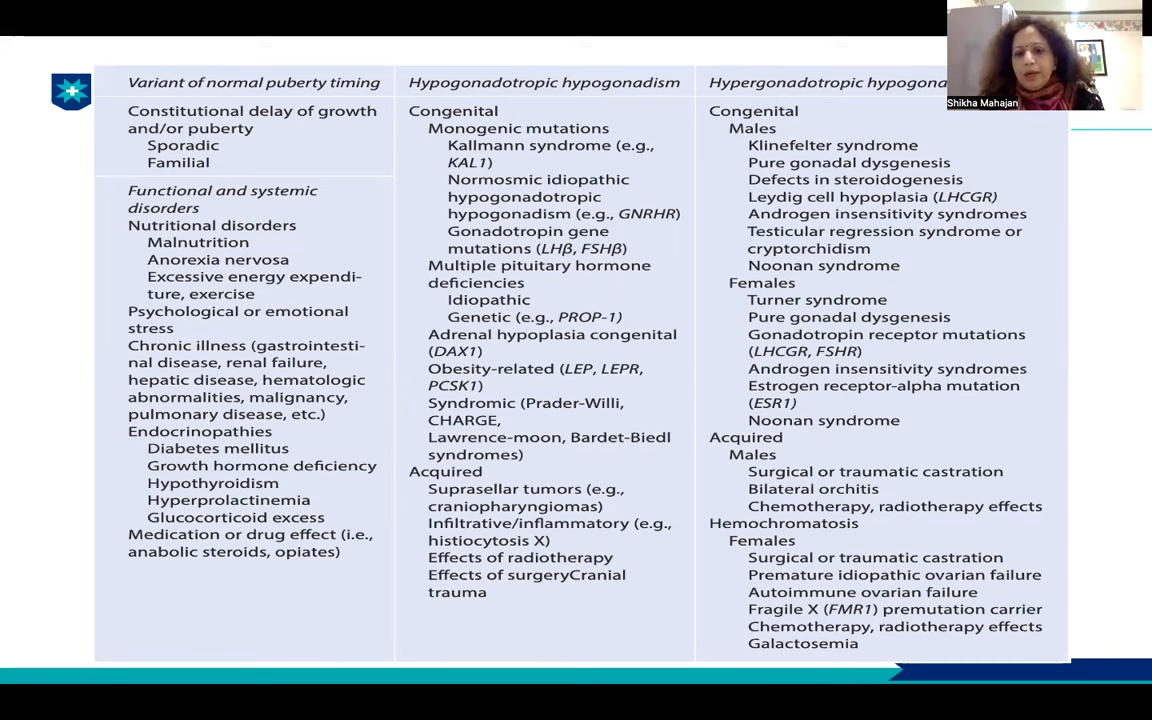 Variant of normal puberty timing
Constitutional delay of growth
and/or puberty
Sporadic
Familial
Functional and systemic
disorders
Nutritional disorders
Malnutrition
Anorexia nervosa
Excessive energy expendi-
ture, exercise
Psychological or emotional
stress
Chronic illness (gastrointesti-
nal disease, renal failure,
hepatic disease, hematologic
abnormalities, malignancy,
pulmonary disease, etc.)
Endocrinopathies
Diabetes mellitus
Growth hormone deficiency
Hypothyroidism
Hyperprolactinemia
Glucocorticoid excess
Medication or drug effect (i.e.,
anabolic steroids, opiates)
Hypogonadotropic hypogonadism
Congenital
Monogenic mutations
Kallmann syndrome (e.g.,
KAL1)
Normosmic idiopathic
hypogonadotropic
hypogonadism (e.g., GNRHR)
Gonadotropin gene
mutations (LHβ, FSHβ)
Multiple pituitary hormone
deficiencies
Idiopathic
Genetic (e.g., PROP-1)
Adrenal hypoplasia congenital
(DAX1)
Obesity-related (LEP, LEPR,
PCSK1)
Syndromic (Prader-Willi,
CHARGE,
Lawrence-moon, Bardet-Biedl
syndromes)
Acquired
Suprasellar tumors (e.g.,
craniopharyngiomas)
Infiltrative/inflammatory (e.g.,
histiocytosis X)
Effects of radiotherapy
Effects of surgeryCranial
trauma
Hypergonadotropic hypogona
Congenital
Males
Klinefelter syndrome
Pure gonadal dysgenesis
Defects in steroidogenesis
Leydig cell hypoplasia (LHCGR)
Androgen insensitivity syndromes
Testicular regression syndrome or
cryptorchidism
Noonan syndrome
Females
Turner syndrome
Pure gonadal dysgenesis
Gonadotropin receptor mutations
(LHCGR, FSHR)
Androgen insensitivity syndromes
Estrogen receptor-alpha mutation
(ESR1)
Noonan syndrome
Acquired
Males
Surgical or traumatic castration
Bilateral orchitis
Chemotherapy, radiotherapy effects
Hemochromatosis
Females
Surgical or traumatic castration
Premature idiopathic ovarian failure
Autoimmune ovarian failure
Fragile X (FMR1) premutation carrier
Chemotherapy, radiotherapy effects
Galactosemia
Shikha Mahajan